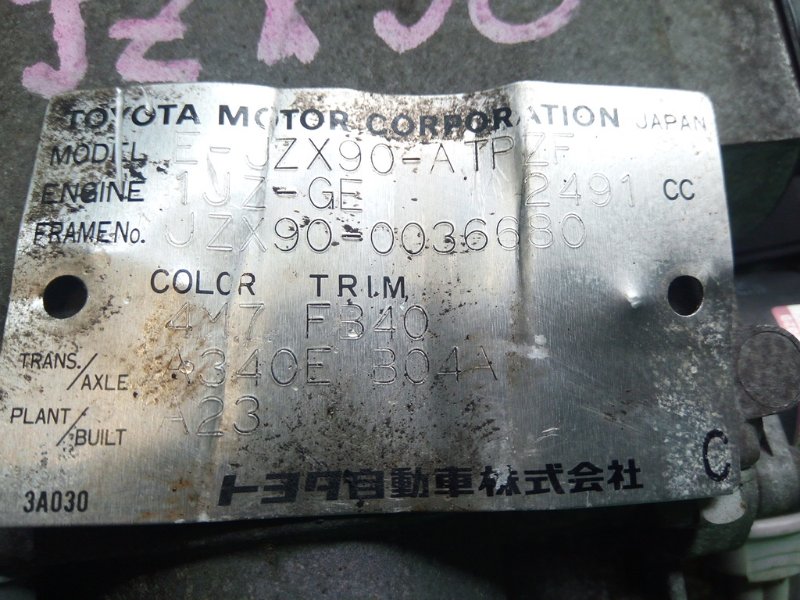 JZX90
TOYOTA MOTOR CORPORATION JAPAN
MODEL E-JZX90-ATPZF
ENGINE 1JZ-GE 2491 CC
FRAME No. JZX90-0036680
COLOR TRIM
4M7 FB40
TRANS./AXLE A340E B04A
PLANT/BUILT A23
トヨタ自動車株式会社 C
3A030